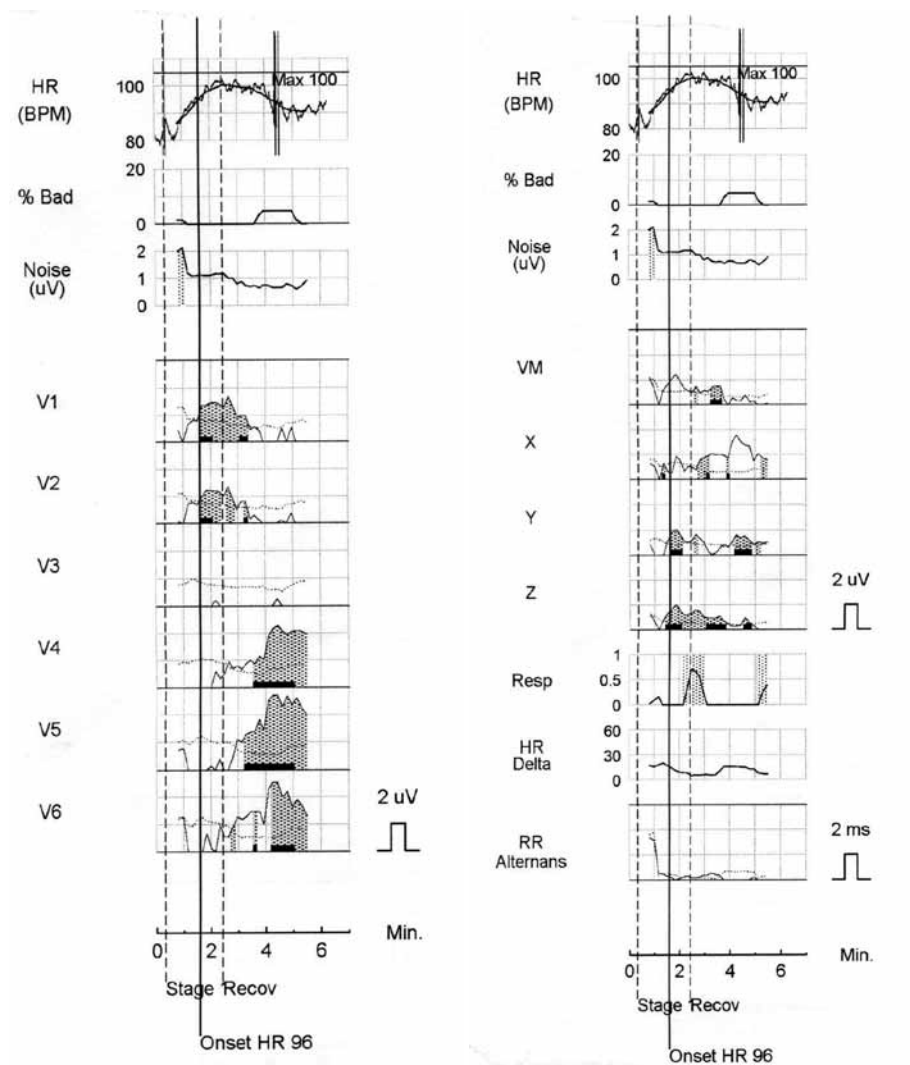 HR
(BPM)
100
80
Max 100
% Bad
20
0
Noise
(uV)
2
1
0
V1
V2
V3
V4
V5
V6
2 uV
0 2 4 6 Min.
Stage 1 Recov
Onset HR 96
HR
(BPM)
100
80
Max 100
% Bad
20
0
Noise
(uV)
2
1
0
VM
X
Y
Z
2 uV
Resp
1
0.5
0
HR
Delta
60
30
0
RR
Alternans
2 ms
0 2 4 6 Min.
Stage 1 Recov
Onset HR 96